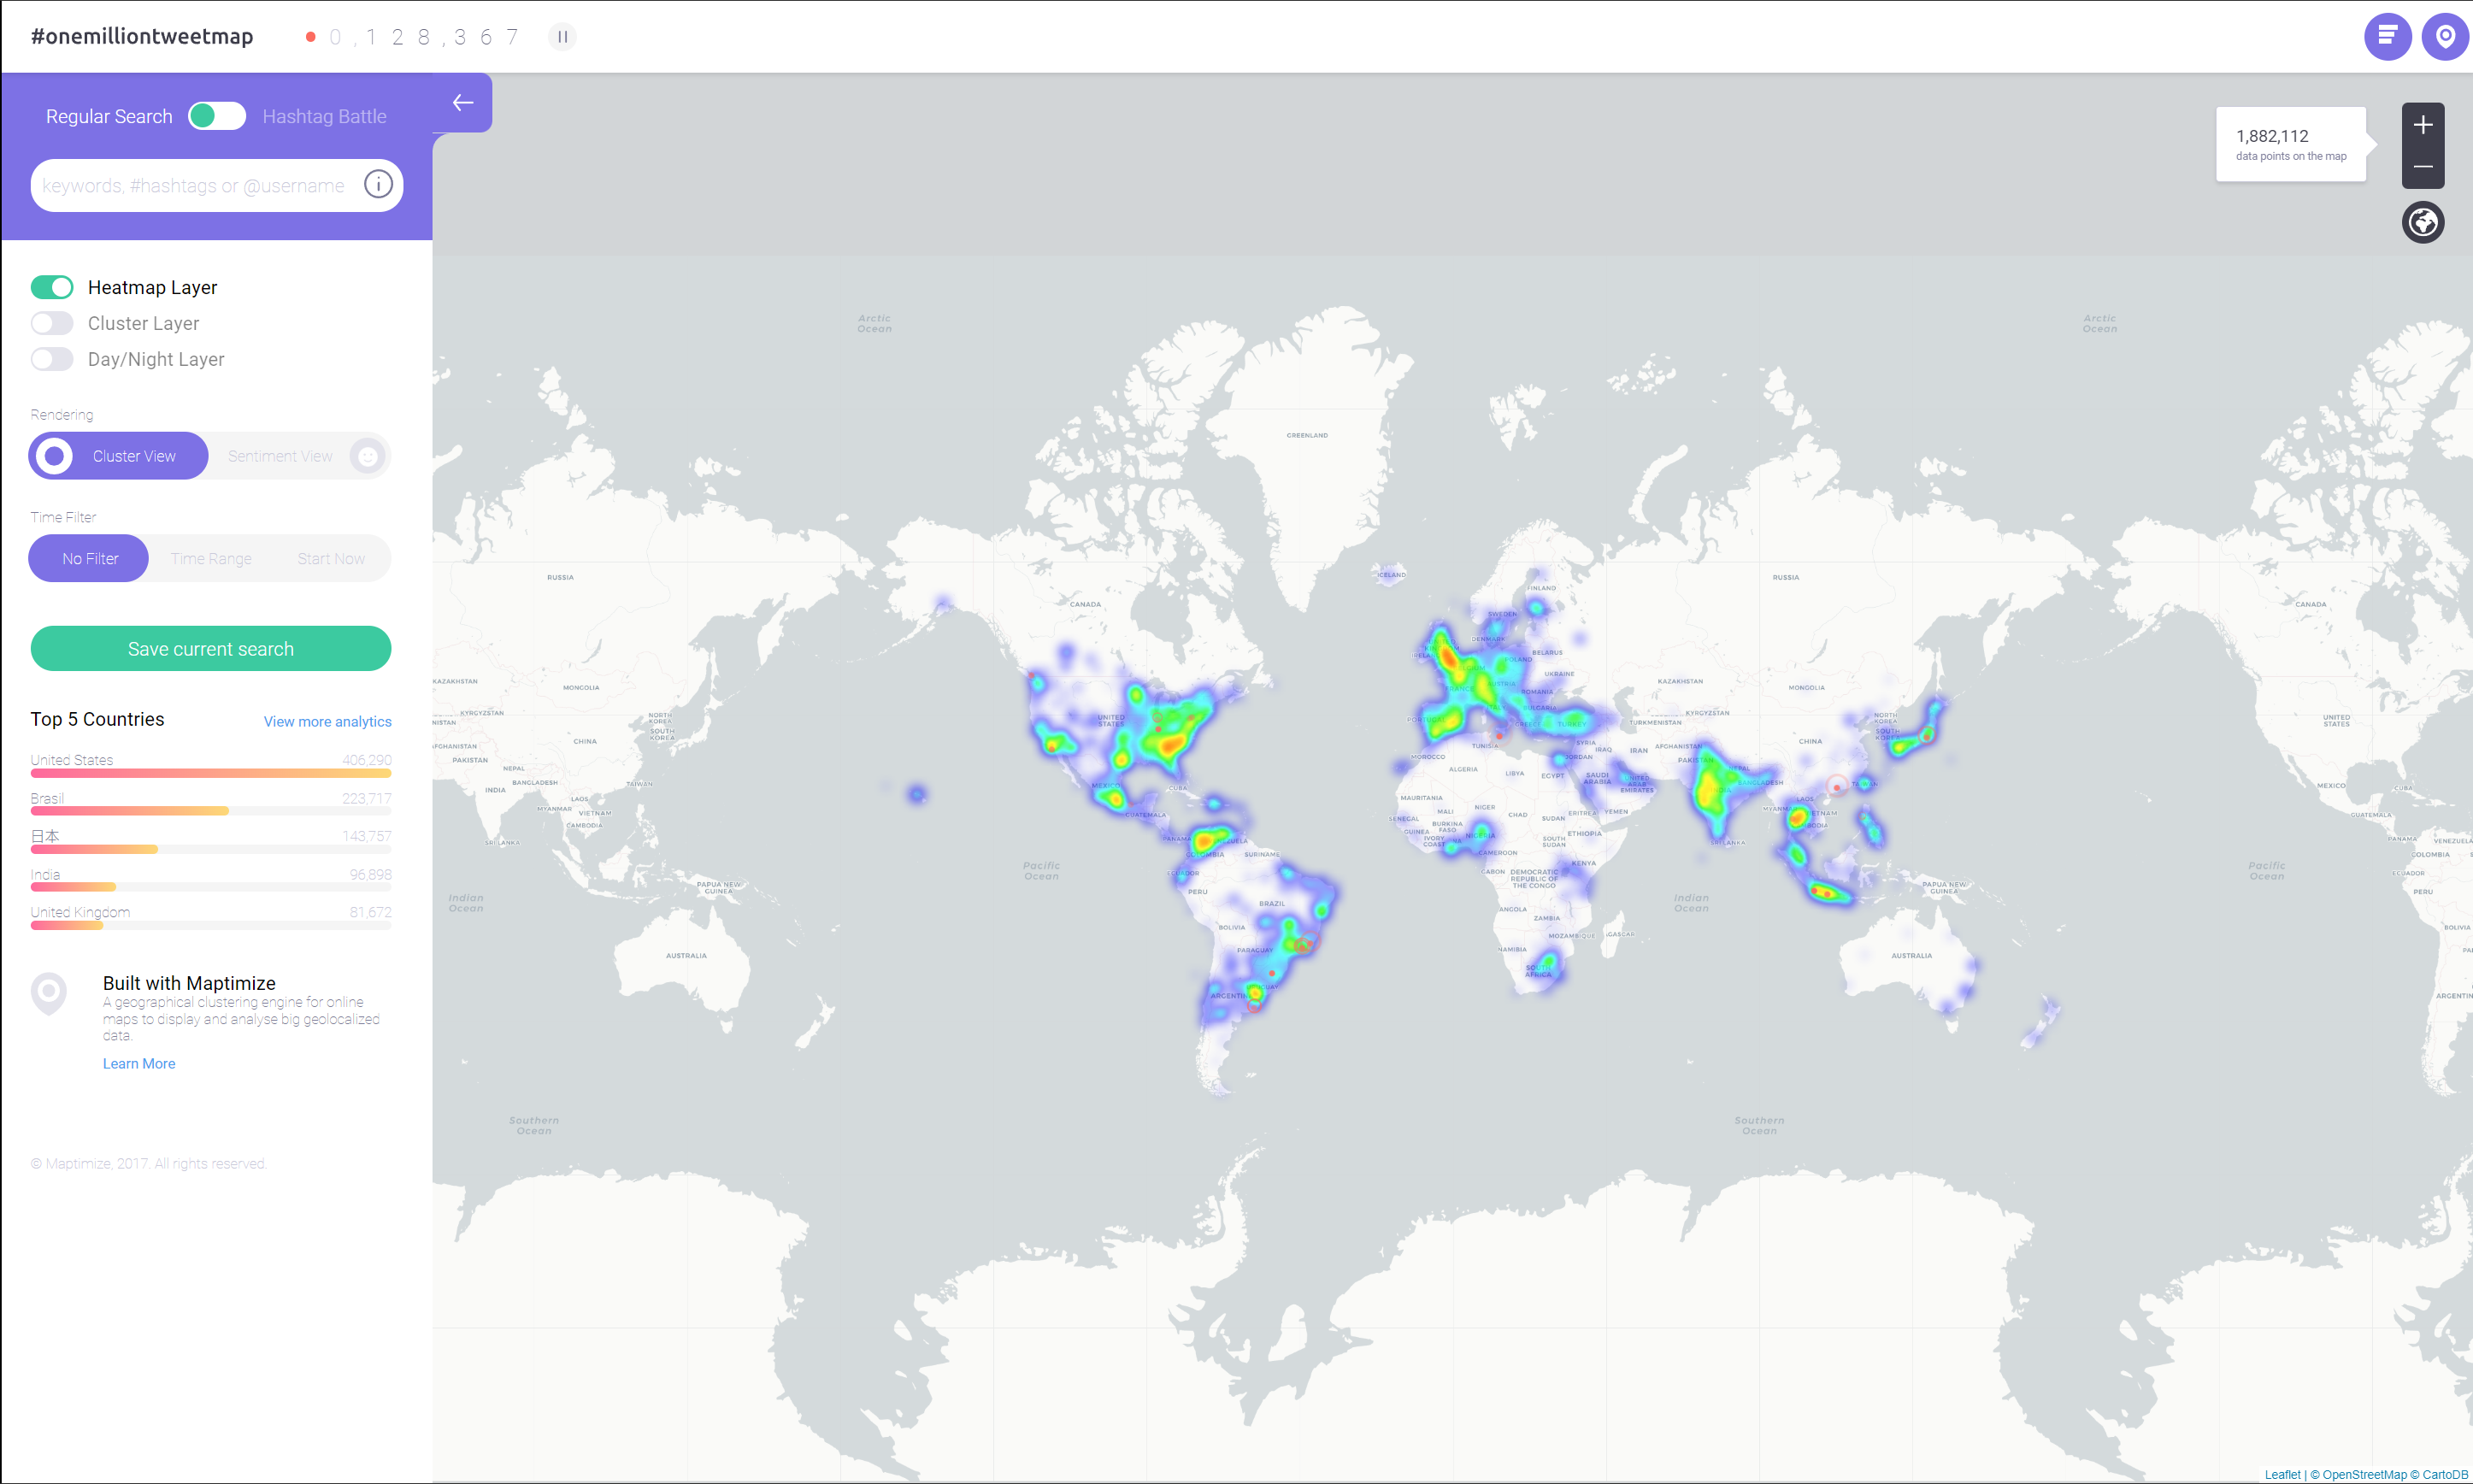 #onemilliontweetmap
0,128,367
Regular Search
Hashtag Battle
keywords, #hashtags or @username
1,882,112
data points on the map
Heatmap Layer
Cluster Layer
Day/Night Layer
Rendering
Cluster View
Sentiment View
Time Filter
No Filter
Time Range
Start Now
Save current search
Top 5 Countries
View more analytics
United States
406,290
Brasil
223,717
日本
143,757
India
96,898
United Kingdom
81,672
Built with Maptimize
A geographical clustering engine for online
maps to display and analyse big geolocalized
data.
Learn More
© Maptimize, 2017. All rights reserved.
Arctic
Ocean
Arctic
Ocean
GREENLAND
ICELAND
RUSSIA
CANADA
FINLAND
SWEDEN
DENMARK
RUSSIA
CANADA
BELARUS
POLAND
UKRAINE
ROMANIA
KAZAKHSTAN
MONGOLIA
KAZAKHSTAN
MONGOLIA
KYRGYZSTAN
NORTH
KOREA
SOUTH
KOREA
UNITED
STATES
TURKEY
TURKMENISTAN
KYRGYZSTAN
NORTH
KOREA
UNITED
STATES
CHINA
PAKISTAN
NEPAL
BANGLADESH
INDIA
TAIWAN
MYANMAR
LAOS
VIETNAM
CAMBODIA
SRI LANKA
MEXICO
CUBA
GUATEMALA
TUNISIA
MOROCCO
ALGERIA
LIBYA
EGYPT
SYRIA
IRAQ
IRAN
JORDAN
SAUDI
ARABIA
UNITED
ARAB
EMIRATES
AFGHANISTAN
PAKISTAN
CHINA
BANGLADESH
MEXICO
CUBA
GUATEMALA
MAURITANIA
MALI
NIGER
CHAD
SUDAN
ERITREA
YEMEN
SENEGAL
GUINEA
BURKINA
FASO
IVORY
COAST
NIGERIA
SOUTH
SUDAN
ETHIOPIA
CAMEROON
KENYA
GABON
DEMOCRATIC
REPUBLIC OF
THE CONGO
ANGOLA
ZAMBIA
MOZAMBIQUE
NAMIBIA
SOUTH
AFRICA
LAOS
SRI LANKA
PANAMA
COLOMBIA
SURINAME
ECUADOR
PERU
BRAZIL
BOLIVIA
PARAGUAY
PAPUA NEW
GUINEA
PAPUA NEW
GUINEA
AUSTRALIA
AUSTRALIA
PANAMA
COLOMBIA
ECUADOR
PERU
BOLIVIA
Pacific
Ocean
Pacific
Ocean
Indian
Ocean
Indian
Ocean
Southern
Ocean
Southern
Ocean
Leaflet | © OpenStreetMap © CartoDB